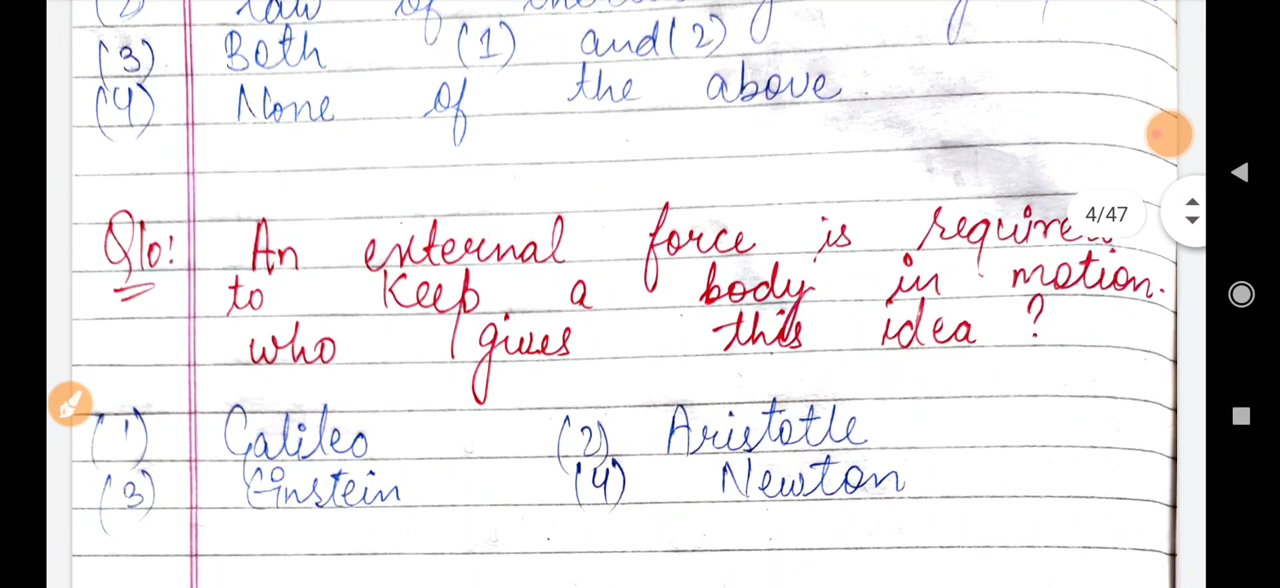 (3) Both (1) and (2)
(4) None of the above.
4/47
Q10: An external force is require
to keep a body in motion.
who gives this idea ?
(1) Galileo (2) Aristotle
(3) Einstein (4) Newton